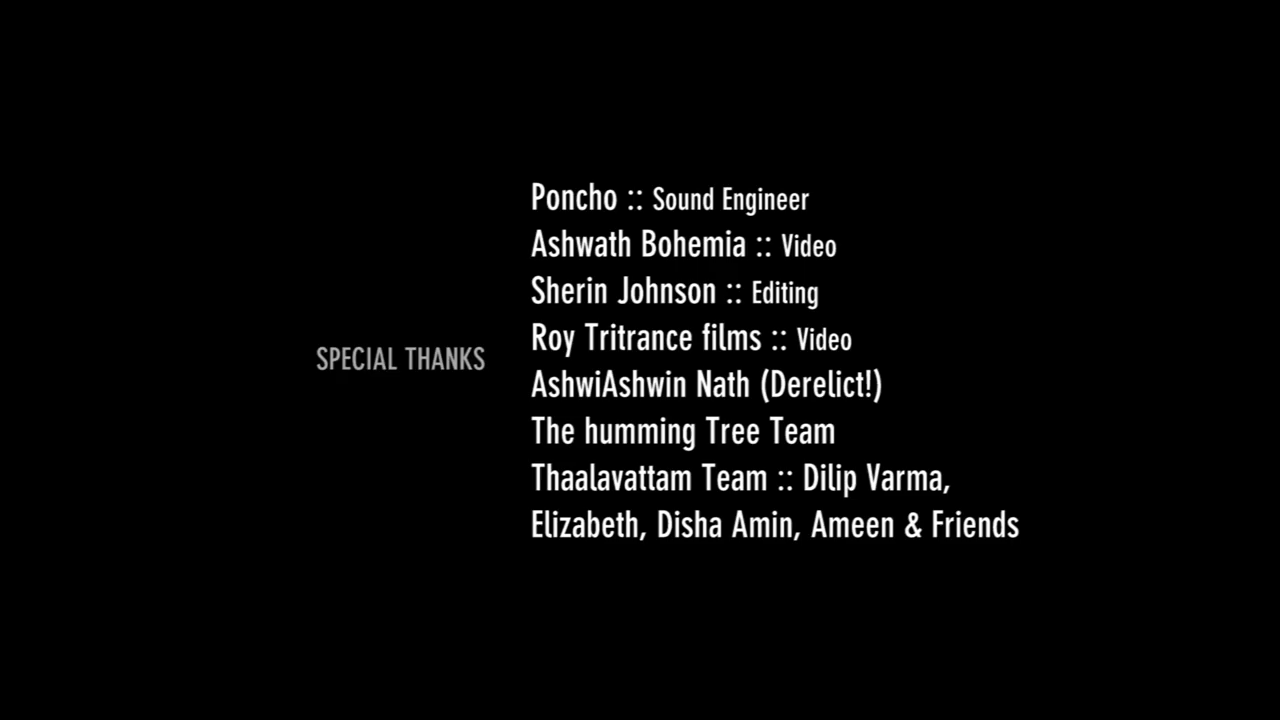 SPECIAL THANKS
Poncho :: Sound Engineer
Ashwath Bohemia :: Video
Sherin Johnson :: Editing
Roy Tritrance films :: Video
AshwiAshwin Nath (Derelict!)
The humming Tree Team
Thaalavattam Team :: Dilip Varma,
Elizabeth, Disha Amin, Ameen & Friends